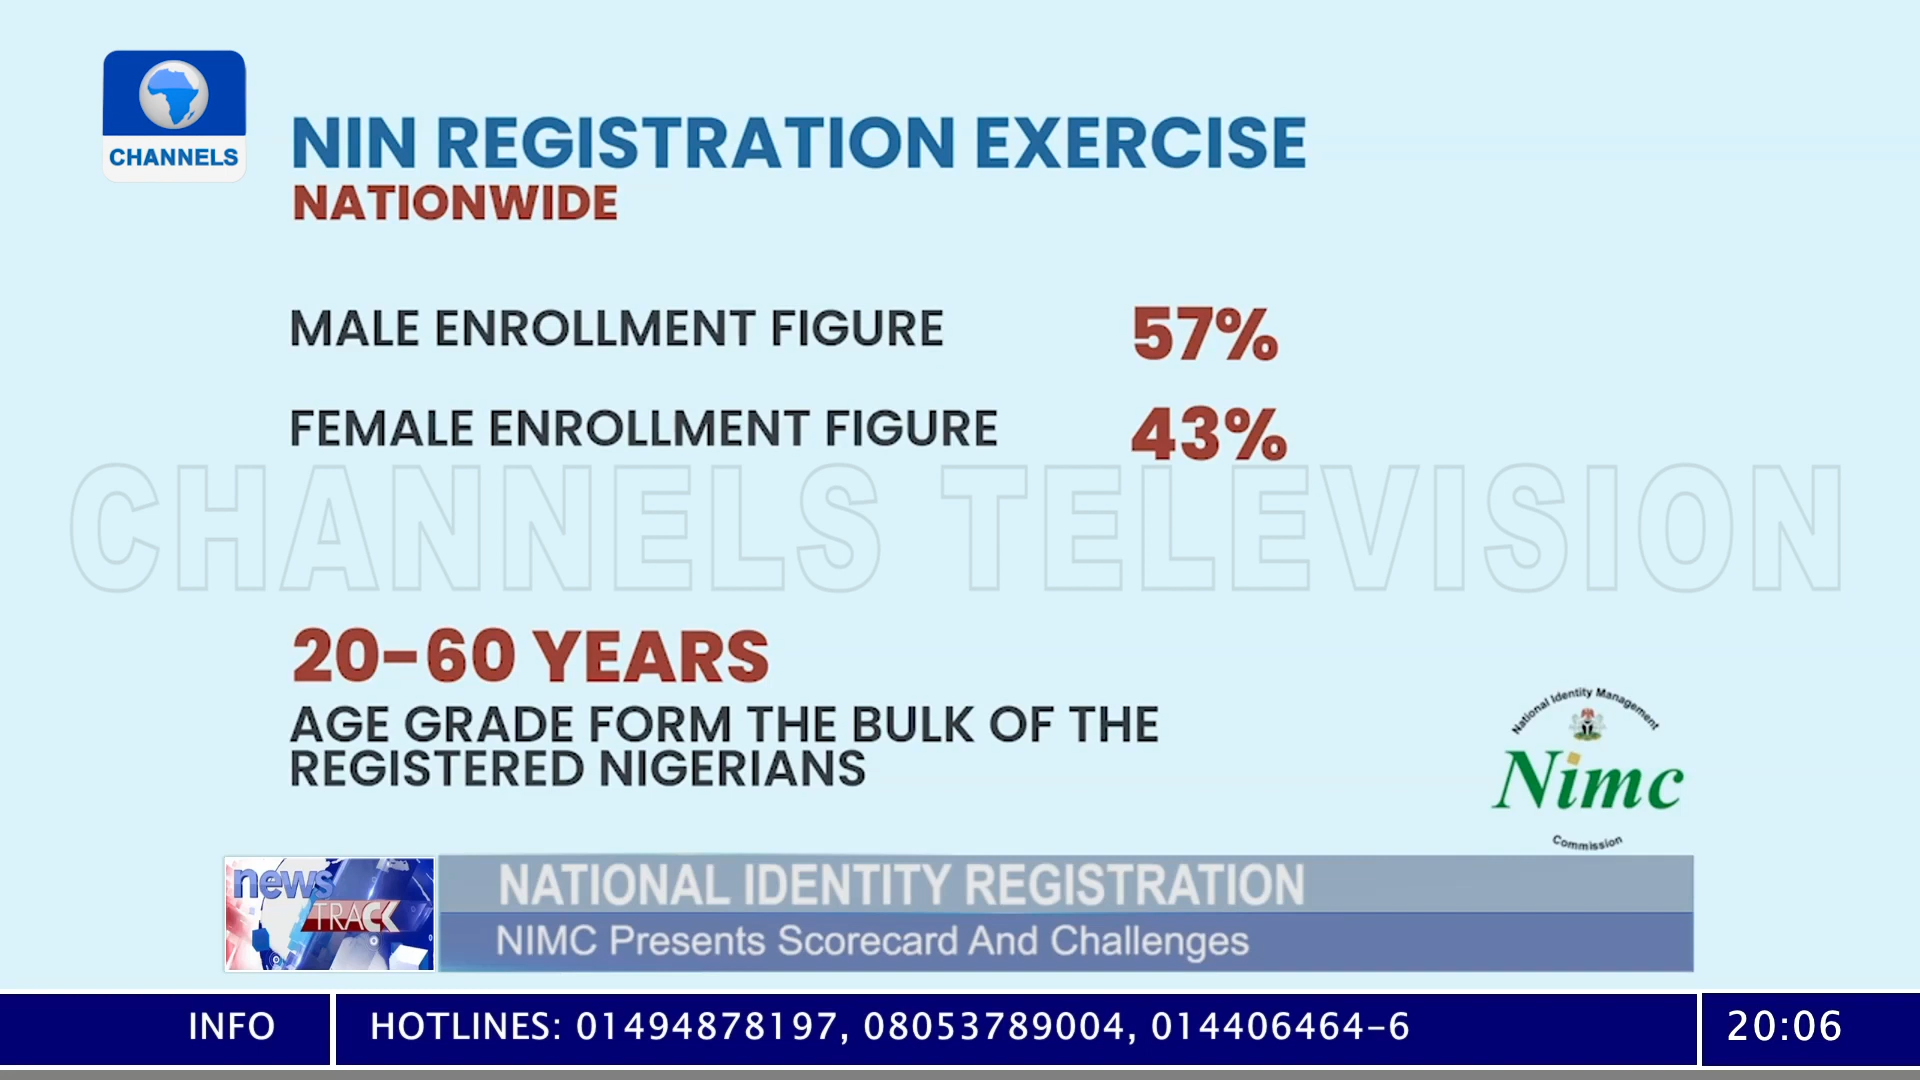 CHANNELS
NIN REGISTRATION EXERCISE
NATIONWIDE
MALE ENROLLMENT FIGURE 57%
FEMALE ENROLLMENT FIGURE 43%
CHANNELS TELEVISION
20-60 YEARS
AGE GRADE FORM THE BULK OF THE
REGISTERED NIGERIANS
National Identity Management
Nimc
Commission
news
TRACK
NATIONAL IDENTITY REGISTRATION
NIMC Presents Scorecard And Challenges
INFO
HOTLINES: 01494878197, 08053789004, 014406464-6
20:06